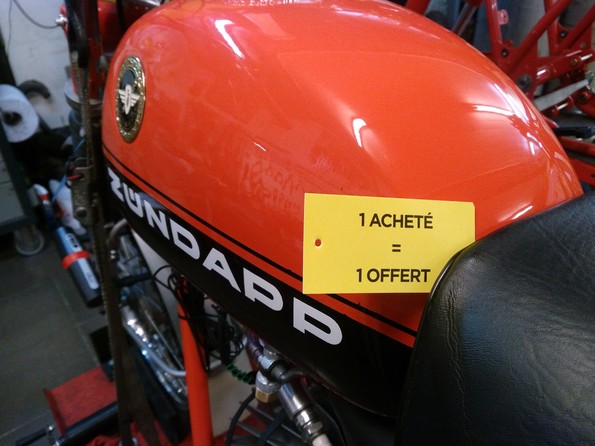 ZÜNDAPP
1 ACHETÉ
=
1 OFFERT